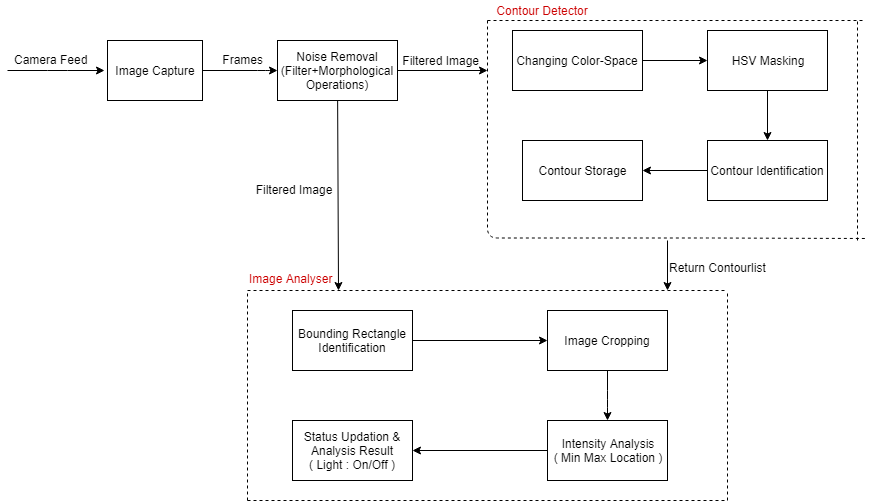 Contour Detector
Camera Feed
Image Capture
Frames
Noise Removal
(Filter+Morphological
Operations)
Filtered Image
Changing Color-Space
HSV Masking
Contour Storage
Contour Identification
Filtered Image
Return Contourlist
Image Analyser
Bounding Rectangle
Identification
Image Cropping
Status Updation &
Analysis Result
( Light : On/Off )
Intensity Analysis
( Min Max Location )